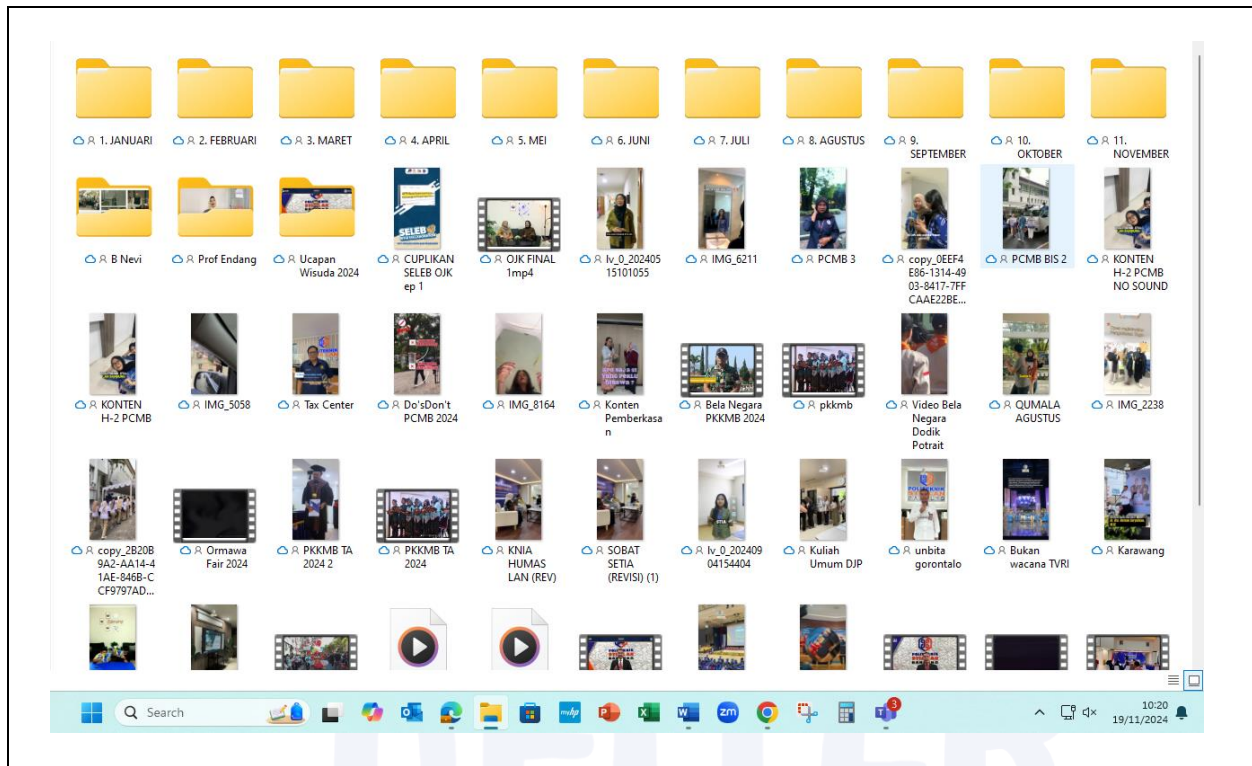 1. JANUARI
2. FEBRUARI
3. MARET
4. APRIL
5. MEI
6. JUNI
7. JULI
8. AGUSTUS
9.
SEPTEMBER
10.
OKTOBER
11.
NOVEMBER
SELEB
B Nevi
Prof Endang
Ucapan
Wisuda 2024
CUPLIKAN
SELEB OJK
ep 1
OJK FINAL
1mp4
lv_0_202405
15101055
IMG_6211
PCMB 3
copy_0EEF4
E86-1314-49
03-8417-7FF
CAAE22BE...
PCMB BIS 2
KONTEN
H-2 PCMB
NO SOUND
KONTEN
H-2 PCMB
IMG_5058
Tax Center
Do'sDon't
PCMB 2024
IMG_8164
Konten
Pemberkasa
n
Bela Negara
PKKMB 2024
pkkmb
Video Bela
Negara
Dodik
Potrait
QUMALA
AGUSTUS
IMG_2238
copy_2B20B
9A2-AA14-4
1AE-846B-C
CF9797AD...
Ormawa
Fair 2024
PKKMB TA
2024 2
PKKMB TA
2024
KNIA
HUMAS
LAN (REV)
SOBAT
SETIA
(REVISI) (1)
lv_0_202409
04154404
Kuliah
Umum DJP
unbita
gorontalo
Bukan
wacana TVRI
Karawang
Search
myhp
zm
3
10:20
19/11/2024